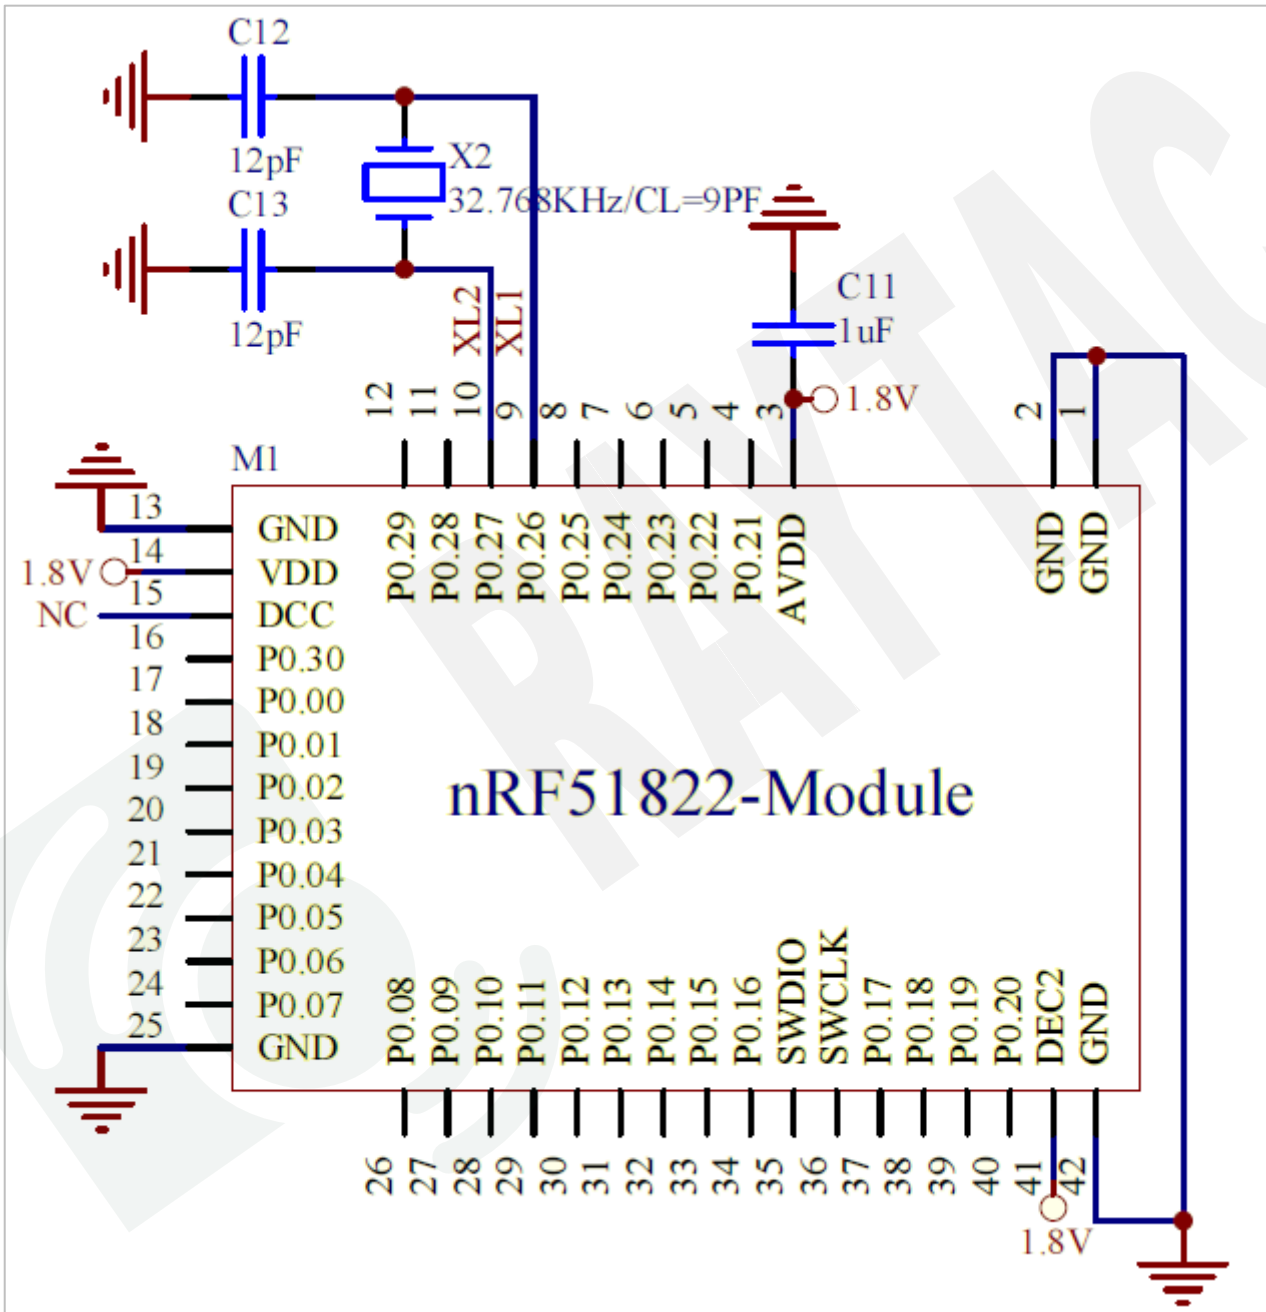 C12
12pF
X2
32.768KHz/CL=9PF
C13
12pF
XL2
XL1
C11
1uF
1.8V
12
11
10
9
8
7
6
5
4
3
2
1
M1
13
14
15
16
17
18
19
20
21
22
23
24
25
1.8V
NC
GND
VDD
DCC
P0.30
P0.00
P0.01
P0.02
P0.03
P0.04
P0.05
P0.06
P0.07
GND
P0.29
P0.28
P0.27
P0.26
P0.25
P0.24
P0.23
P0.22
P0.21
AVDD
GND
GND
nRF51822-Module
RAYTAC
P0.08
P0.09
P0.10
P0.11
P0.12
P0.13
P0.14
P0.15
P0.16
SWDIO
SWCLK
P0.17
P0.18
P0.19
P0.20
DEC2
GND
26
27
28
29
30
31
32
33
34
35
36
37
38
39
40
41
42
1.8V